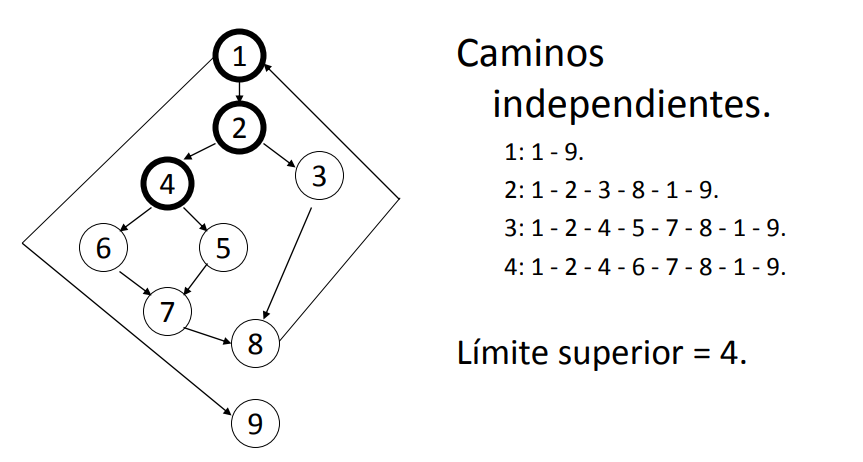 1
2
3
4
6
5
7
8
9
Caminos
independientes.
1: 1 - 9.
2: 1 - 2 - 3 - 8 - 1 - 9.
3: 1 - 2 - 4 - 5 - 7 - 8 - 1 - 9.
4: 1 - 2 - 4 - 6 - 7 - 8 - 1 - 9.
Límite superior = 4.